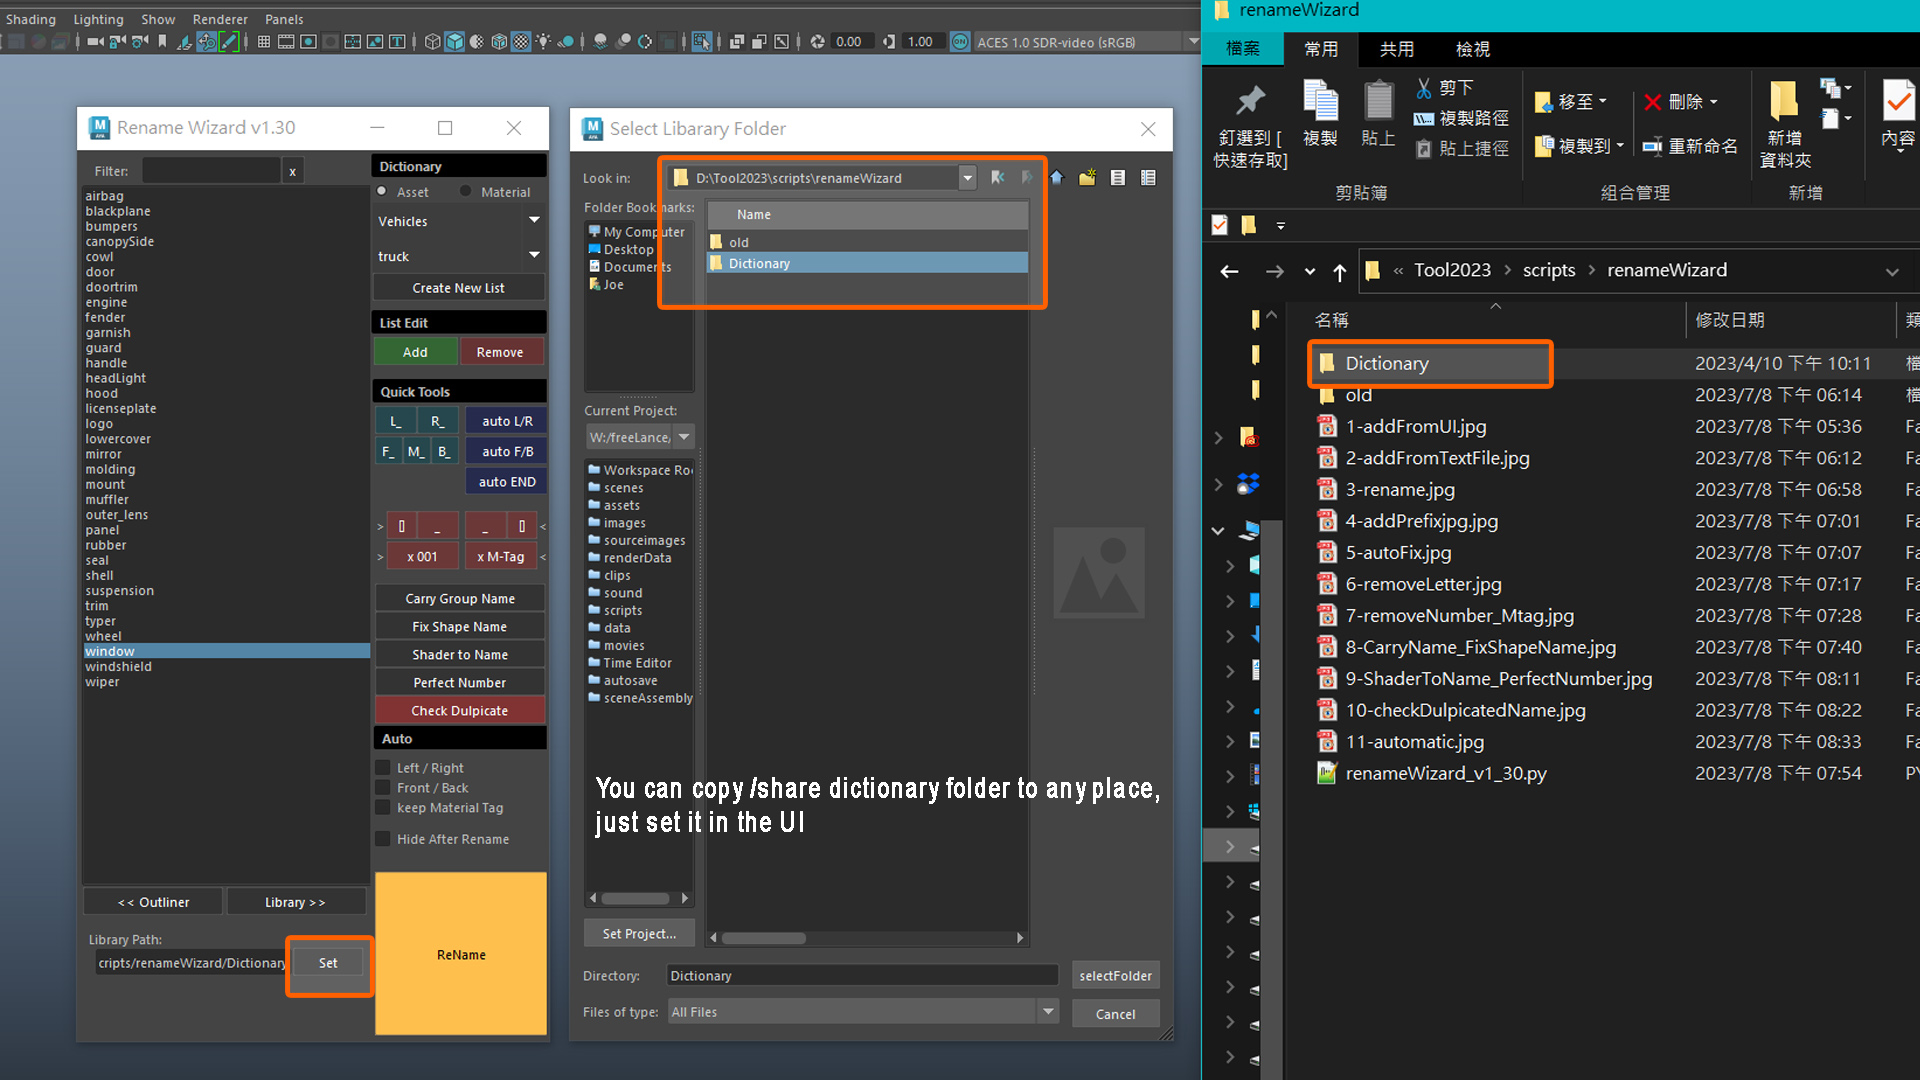 Shading Lighting Show Renderer Panels
0.00 1.00 ON ACES 1.0 SDR-video (sRGB)
Rename Wizard v1.30
Filter: x
airbag
blackplane
bumpers
canopySide
cowl
door
doortrim
engine
fender
garnish
guard
handle
headLight
hood
licenseplate
logo
lowercover
mirror
molding
mount
muffler
outer_lens
panel
rubber
seal
shell
suspension
trim
typer
wheel
window
windshield
wiper
<< Outliner Library >>
Library Path:
cripts/renameWizard/Dictionary Set
Dictionary
Asset Material
Vehicles
truck
Create New List
List Edit
Add Remove
Quick Tools
L_ R_ auto L/R
F_ M_ B_ auto F/B
auto END
> [] _ _ [] <
> x 001 x M-Tag <
Carry Group Name
Fix Shape Name
Shader to Name
Perfect Number
Check Dulpicate
Auto
Left / Right
Front / Back
keep Material Tag
Hide After Rename
ReName
Select Libarary Folder
Look in: D:\Tool2023\scripts\renameWizard
Folder Bookmarks:
My Computer
Desktop
Documents
Joe
Name
old
Dictionary
Current Project:
W:/freeLance/
Workspace Roo
scenes
assets
images
sourceimages
renderData
clips
sound
scripts
data
movies
Time Editor
autosave
sceneAssembly
You can copy /share dictionary folder to any place,
just set it in the UI
Set Project...
Directory: Dictionary selectFolder
Files of type: All Files Cancel
renameWizard
檔案 常用 共用 檢視
釘選到 [
快速存取]
複製
貼上
剪下
複製路徑
貼上捷徑
剪貼簿
移至
複製到
刪除
重新命名
組合管理
新增
資料夾
新增
內容
« Tool2023 > scripts > renameWizard
名稱 修改日期 類
Dictionary 2023/4/10 下午 10:11 檔
old 2023/7/8 下午 06:14 檔
1-addFromUI.jpg 2023/7/8 下午 05:36 Fa
2-addFromTextFile.jpg 2023/7/8 下午 06:12 Fa
3-rename.jpg 2023/7/8 下午 06:58 Fa
4-addPrefixjpg.jpg 2023/7/8 下午 07:01 Fa
5-autoFix.jpg 2023/7/8 下午 07:07 Fa
6-removeLetter.jpg 2023/7/8 下午 07:17 Fa
7-removeNumber_Mtag.jpg 2023/7/8 下午 07:28 Fa
8-CarryName_FixShapeName.jpg 2023/7/8 下午 07:40 Fa
9-ShaderToName_PerfectNumber.jpg 2023/7/8 下午 08:11 Fa
10-checkDulpicatedName.jpg 2023/7/8 下午 08:22 Fa
11-automatic.jpg 2023/7/8 下午 08:33 Fa
renameWizard_v1_30.py 2023/7/8 下午 07:54 PY